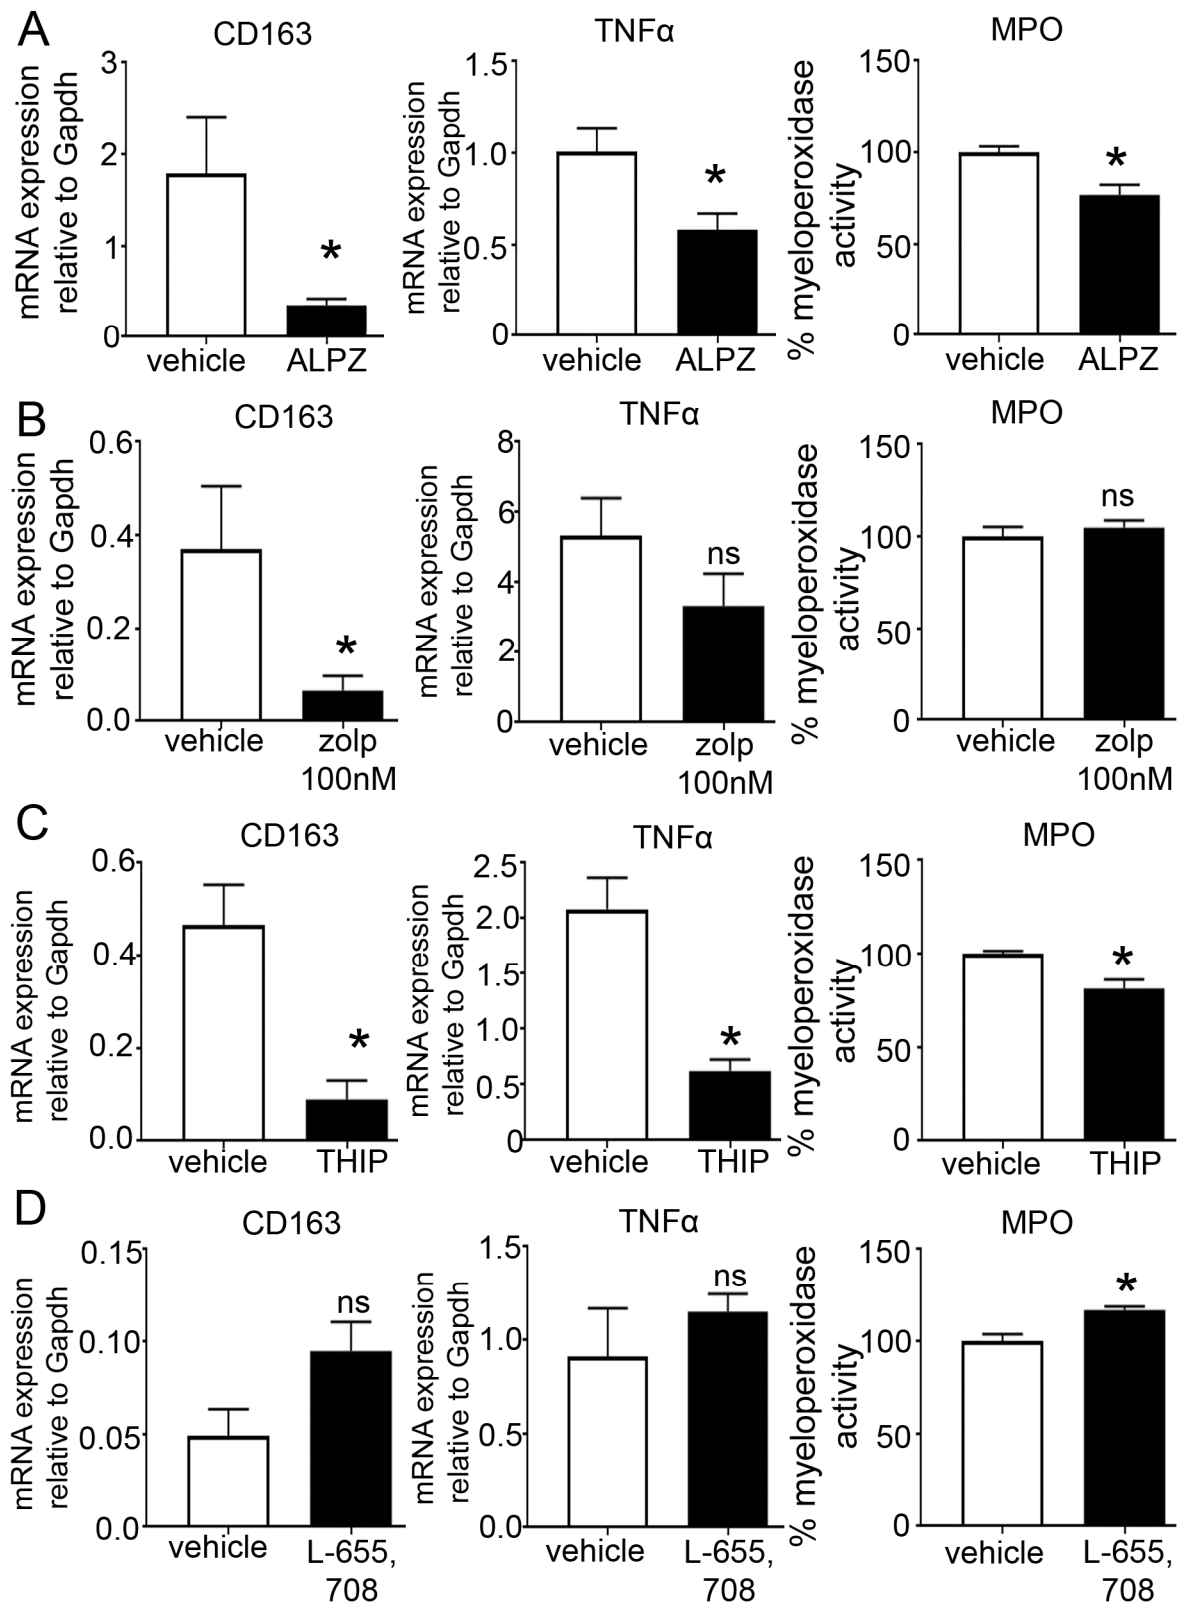 A
CD163
TNFα
MPO
mRNA expression
relative to Gapdh
3
2
1
0
*
vehicle
ALPZ
mRNA expression
relative to Gapdh
1.5
1.0
0.5
0
*
vehicle
ALPZ
% myeloperoxidase
activity
150
100
50
0
*
vehicle
ALPZ
B
CD163
TNFα
MPO
mRNA expression
relative to Gapdh
0.6
0.4
0.2
0.0
*
vehicle
zolp
100nM
mRNA expression
relative to Gapdh
8
6
4
2
0
ns
vehicle
zolp
100nM
% myeloperoxidase
activity
150
100
50
0
ns
vehicle
zolp
100nM
C
CD163
TNFα
MPO
mRNA expression
relative to Gapdh
0.6
0.4
0.2
0.0
*
vehicle
THIP
mRNA expression
relative to Gapdh
2.5
2.0
1.5
1.0
0.5
0
*
vehicle
THIP
% myeloperoxidase
activity
150
100
50
0
*
vehicle
THIP
D
CD163
TNFα
MPO
mRNA expression
relative to Gapdh
0.15
0.10
0.05
0.0
ns
vehicle
L-655,
708
mRNA expression
relative to Gapdh
1.5
1.0
0.5
0.0
ns
vehicle
L-655,
708
% myeloperoxidase
activity
150
100
50
0
*
vehicle
L-655,
708